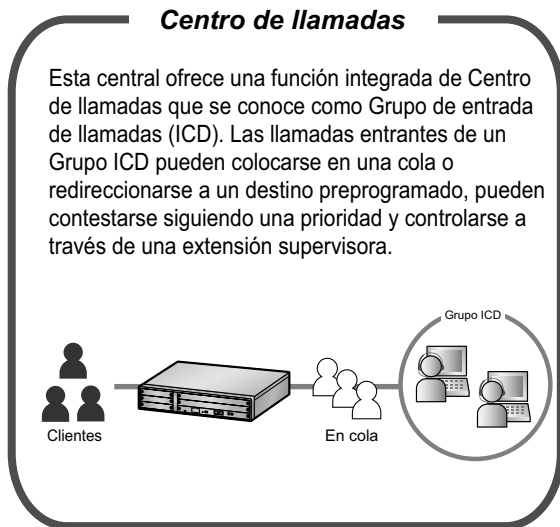 Centro de llamadas
Esta central ofrece una función integrada de Centro
de llamadas que se conoce como Grupo de entrada
de llamadas (ICD). Las llamadas entrantes de un
Grupo ICD pueden colocarse en una cola o
redireccionarse a un destino preprogramado, pueden
contestarse siguiendo una prioridad y controlarse a
través de una extensión supervisora.
Grupo ICD
Clientes
En cola